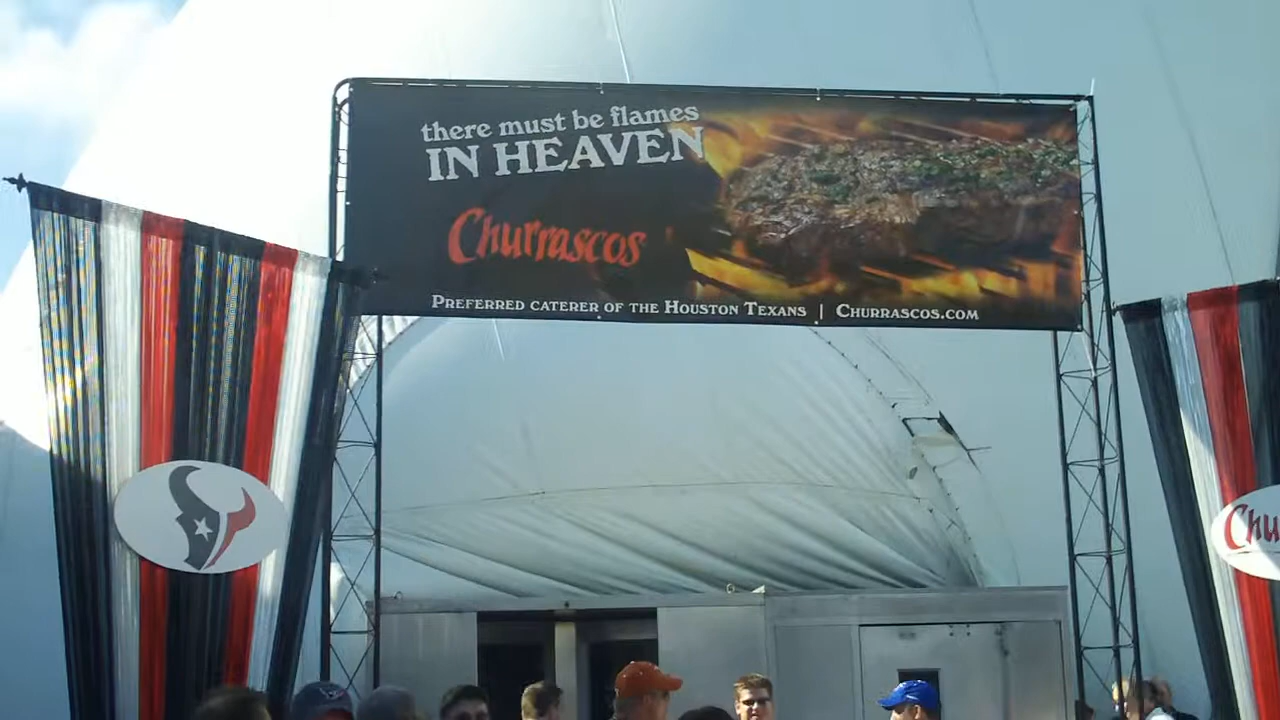 there must be flames
IN HEAVEN
Churrascos
PREFERRED CATERER OF THE HOUSTON TEXANS | CHURRASCOS.COM
Chu